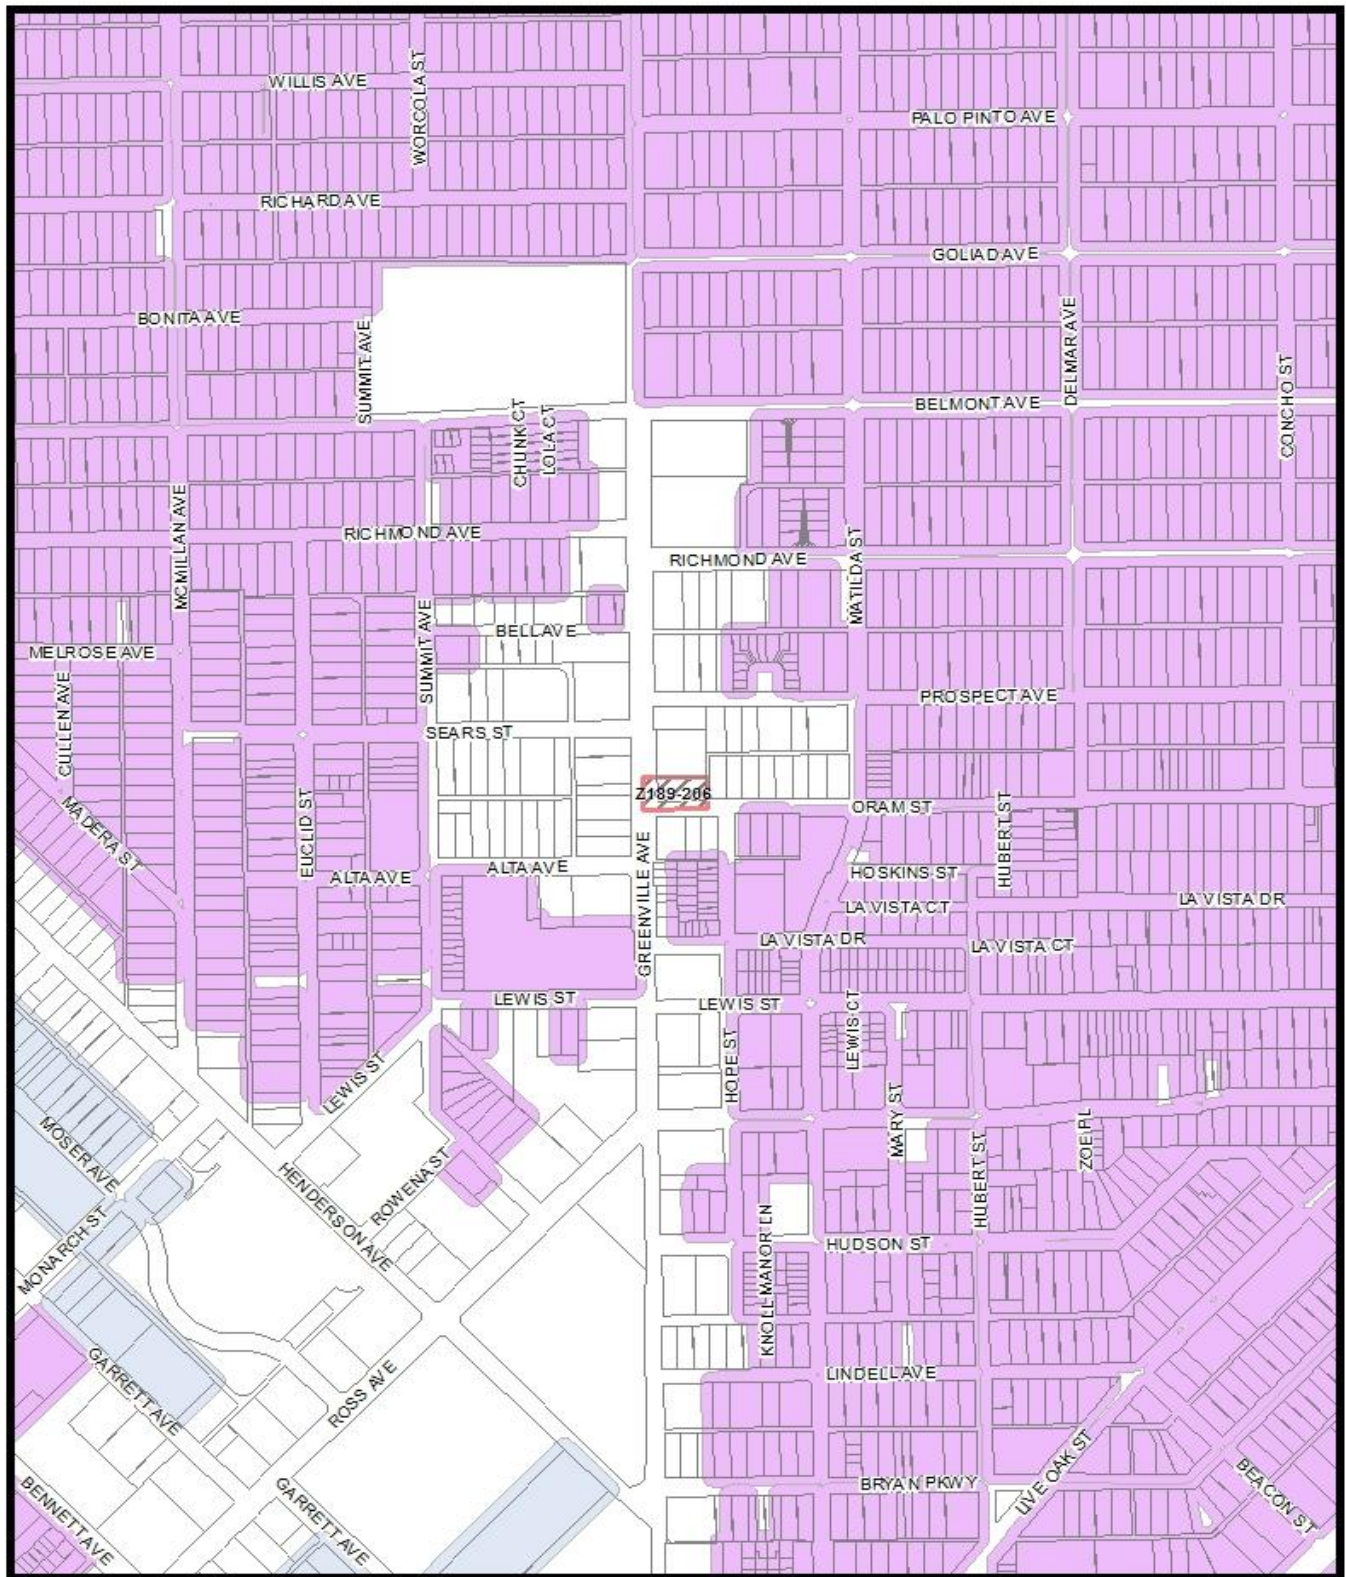 WILLIS AVE
WORCOLA ST
PALO PINTO AVE
RICHARD AVE
GOLIAD AVE
BONITA AVE
SUMMIT AVE
DELMAR AVE
CONCHO ST
BELMONT AVE
CHUNK CT
LOLA CT
MCMILLAN AVE
RICHMOND AVE
RICHMOND AVE
MATILDA ST
BELL AVE
SUMMIT AVE
MELROSE AVE
CULLEN AVE
PROSPECT AVE
SEARS ST
Z189-206
MADERA ST
EUCLID ST
ORAM ST
HUBERT ST
GREENVILLE AVE
ALTA AVE
ALTA AVE
HOSKINS ST
LA VISTA DR
LA VISTA CT
LA VISTA DR
LA VISTA CT
LEWIS ST
LEWIS ST
LEWIS CT
HOPE ST
LEWIS ST
MARY ST
ZOE PL
MOSER AVE
HENDERSON AVE
ROWENA ST
HUBERT ST
MONARCH ST
KNOLL MANOR LN
HUDSON ST
GARRETT AVE
ROSS AVE
LINDELL AVE
BENNETT AVE
GARRETT AVE
BRYAN PKWY
LIVE OAK ST
BEACON ST